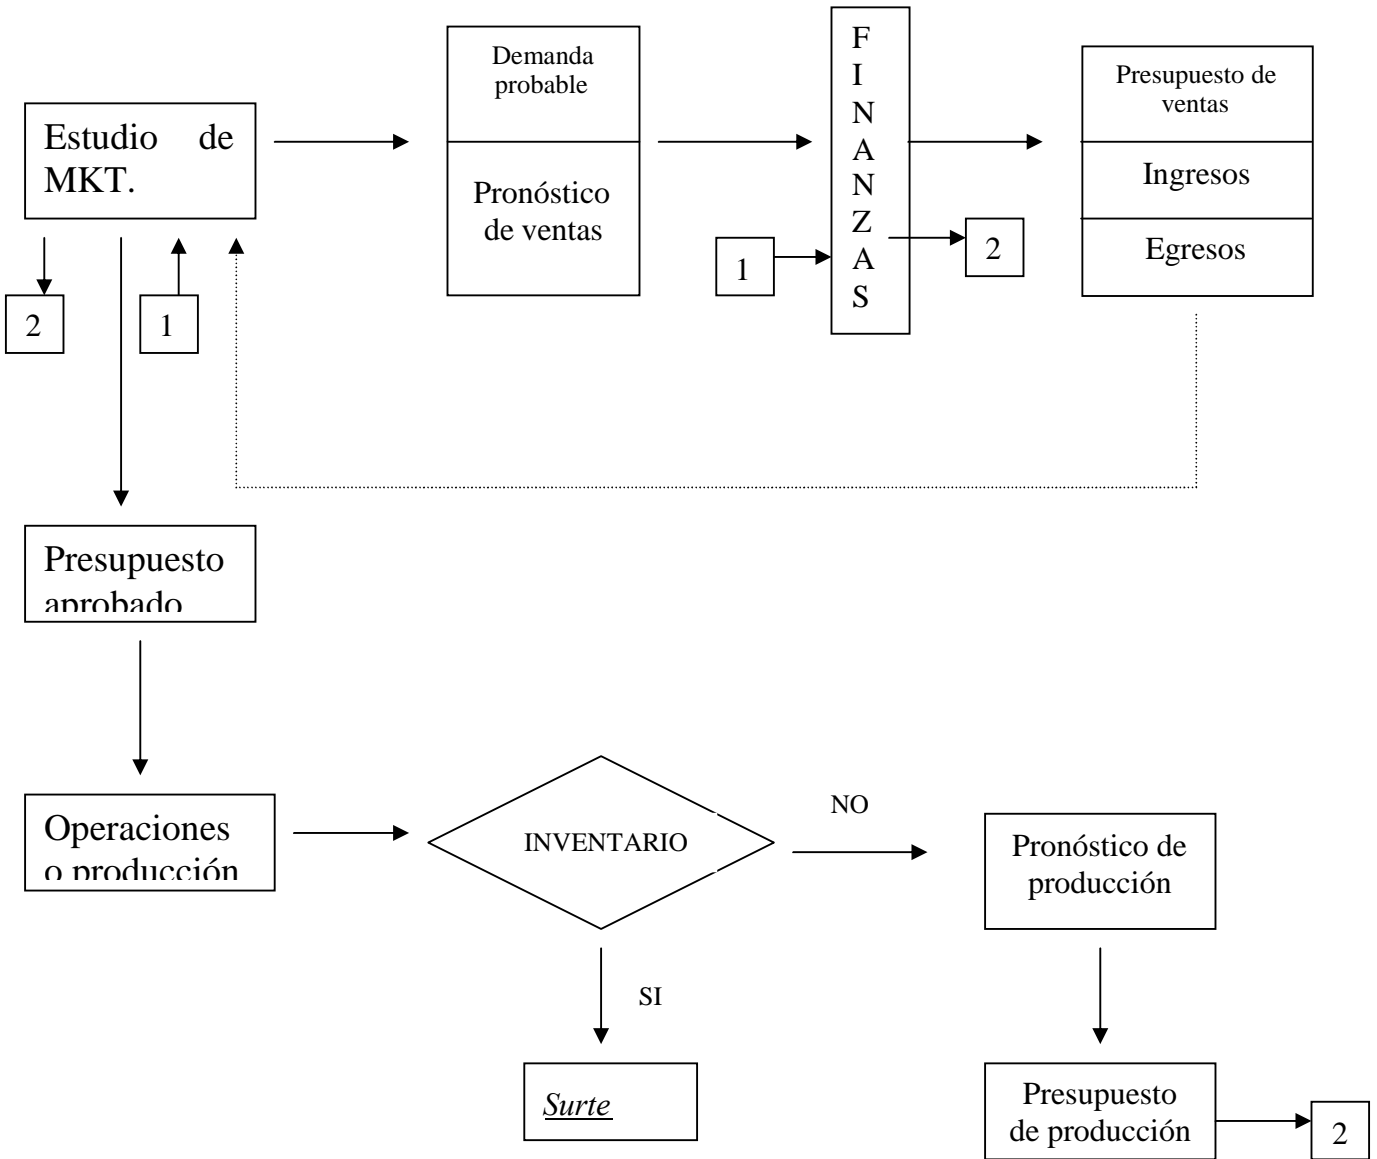 Demanda
probable
Pronóstico
de ventas
F
I
N
A
N
Z
A
S
Presupuesto de
ventas
Ingresos
Egresos
Estudio de
MKT.
2
1
1
2
Presupuesto
aprobado
Operaciones
o producción
INVENTARIO
NO
SI
Surte
Pronóstico de
producción
Presupuesto
de producción
2